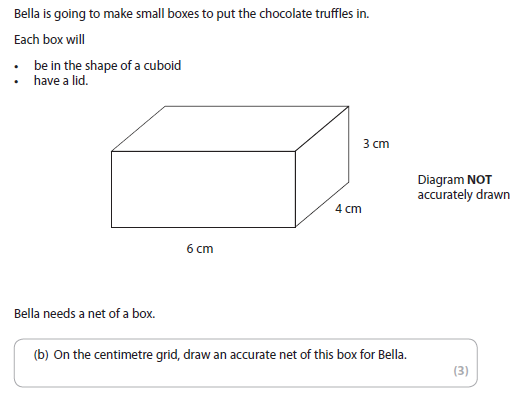 Bella is going to make small boxes to put the chocolate truffles in.
Each box will
• be in the shape of a cuboid
• have a lid.
3 cm
Diagram NOT
accurately drawn
4 cm
6 cm
Bella needs a net of a box.
(b) On the centimetre grid, draw an accurate net of this box for Bella.
(3)